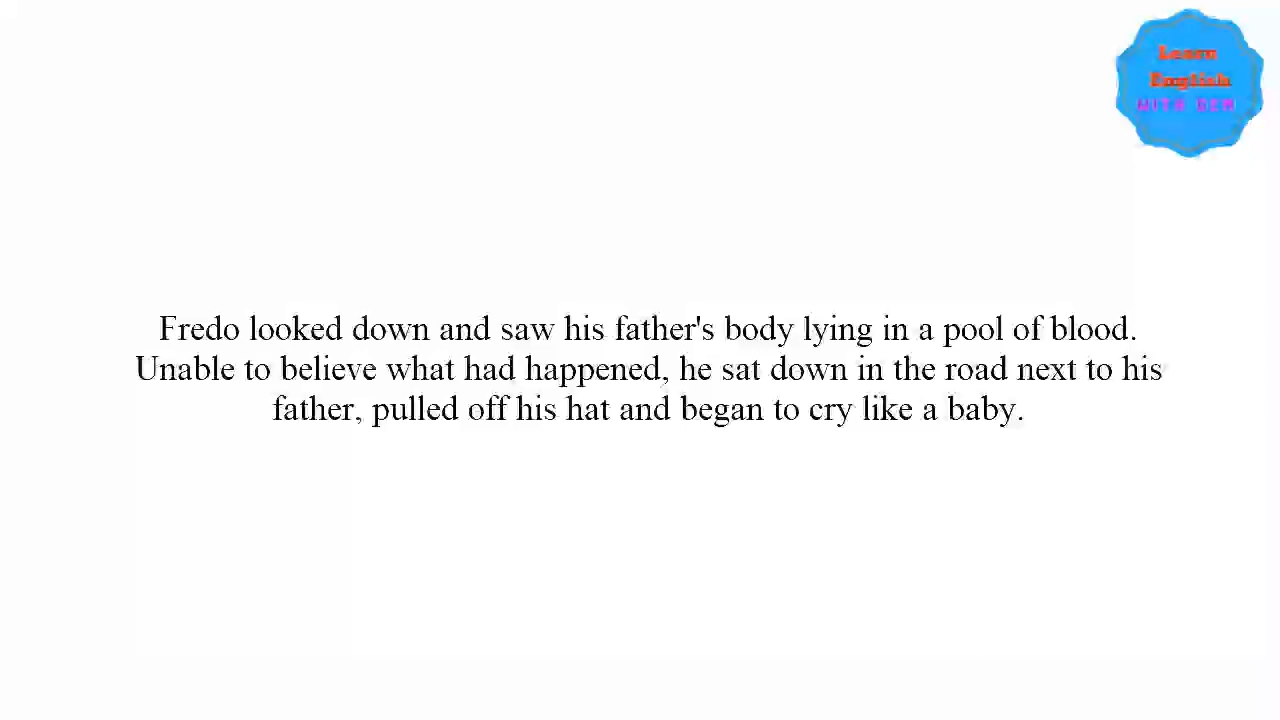 Learn
English
Fredo looked down and saw his father's body lying in a pool of blood.
Unable to believe what had happened, he sat down in the road next to his
father, pulled off his hat and began to cry like a baby.